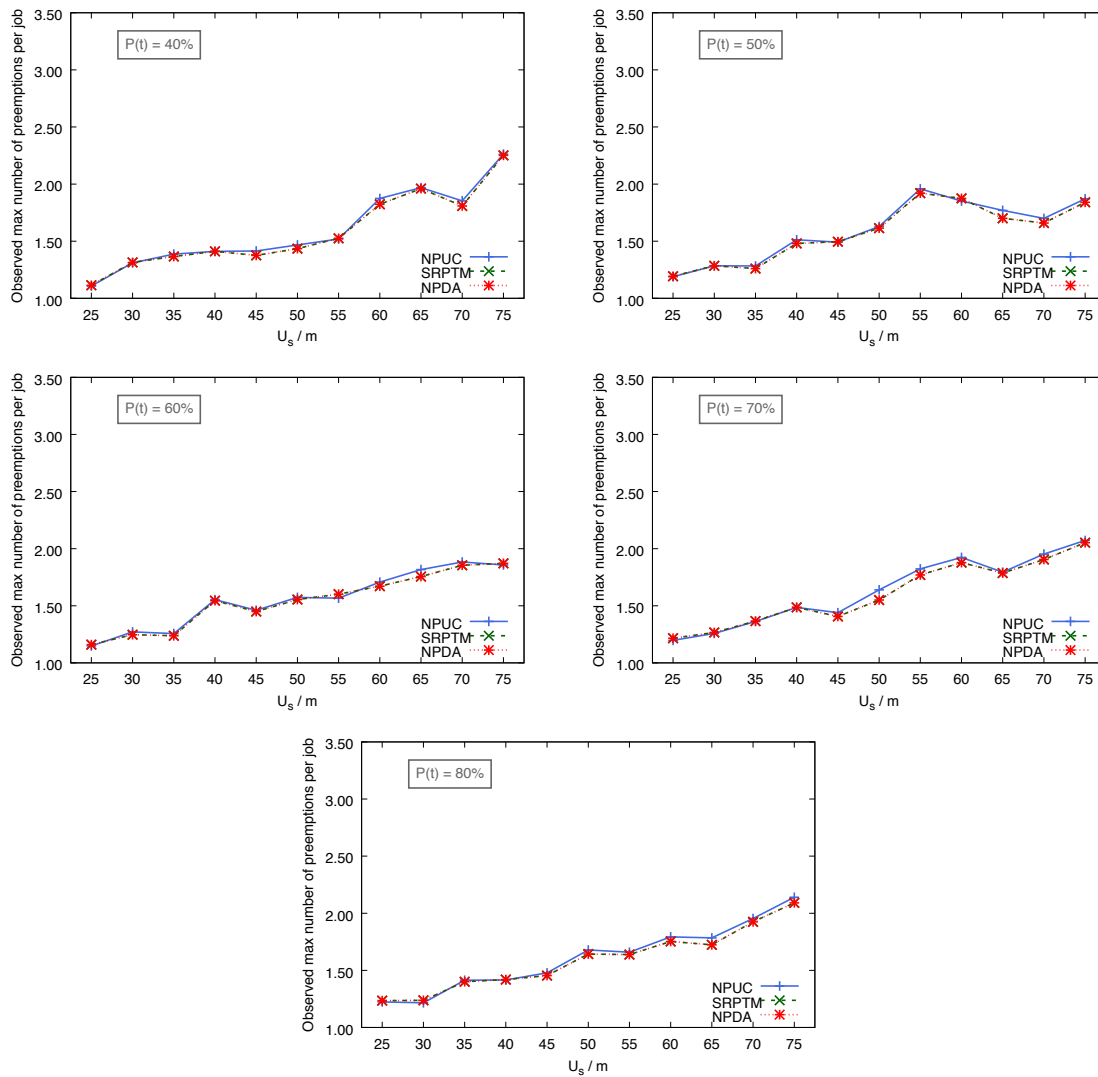 Observed max number of preemptions per job
3.50
3.00
2.50
2.00
1.50
1.00
P(t) = 40%
NPUC
SRPTM
NPDA
25 30 35 40 45 50 55 60 65 70 75
U_s / m
Observed max number of preemptions per job
3.50
3.00
2.50
2.00
1.50
1.00
P(t) = 50%
NPUC
SRPTM
NPDA
25 30 35 40 45 50 55 60 65 70 75
U_s / m
Observed max number of preemptions per job
3.50
3.00
2.50
2.00
1.50
1.00
P(t) = 60%
NPUC
SRPTM
NPDA
25 30 35 40 45 50 55 60 65 70 75
U_s / m
Observed max number of preemptions per job
3.50
3.00
2.50
2.00
1.50
1.00
P(t) = 70%
NPUC
SRPTM
NPDA
25 30 35 40 45 50 55 60 65 70 75
U_s / m
Observed max number of preemptions per job
3.50
3.00
2.50
2.00
1.50
1.00
P(t) = 80%
NPUC
SRPTM
NPDA
25 30 35 40 45 50 55 60 65 70 75
U_s / m